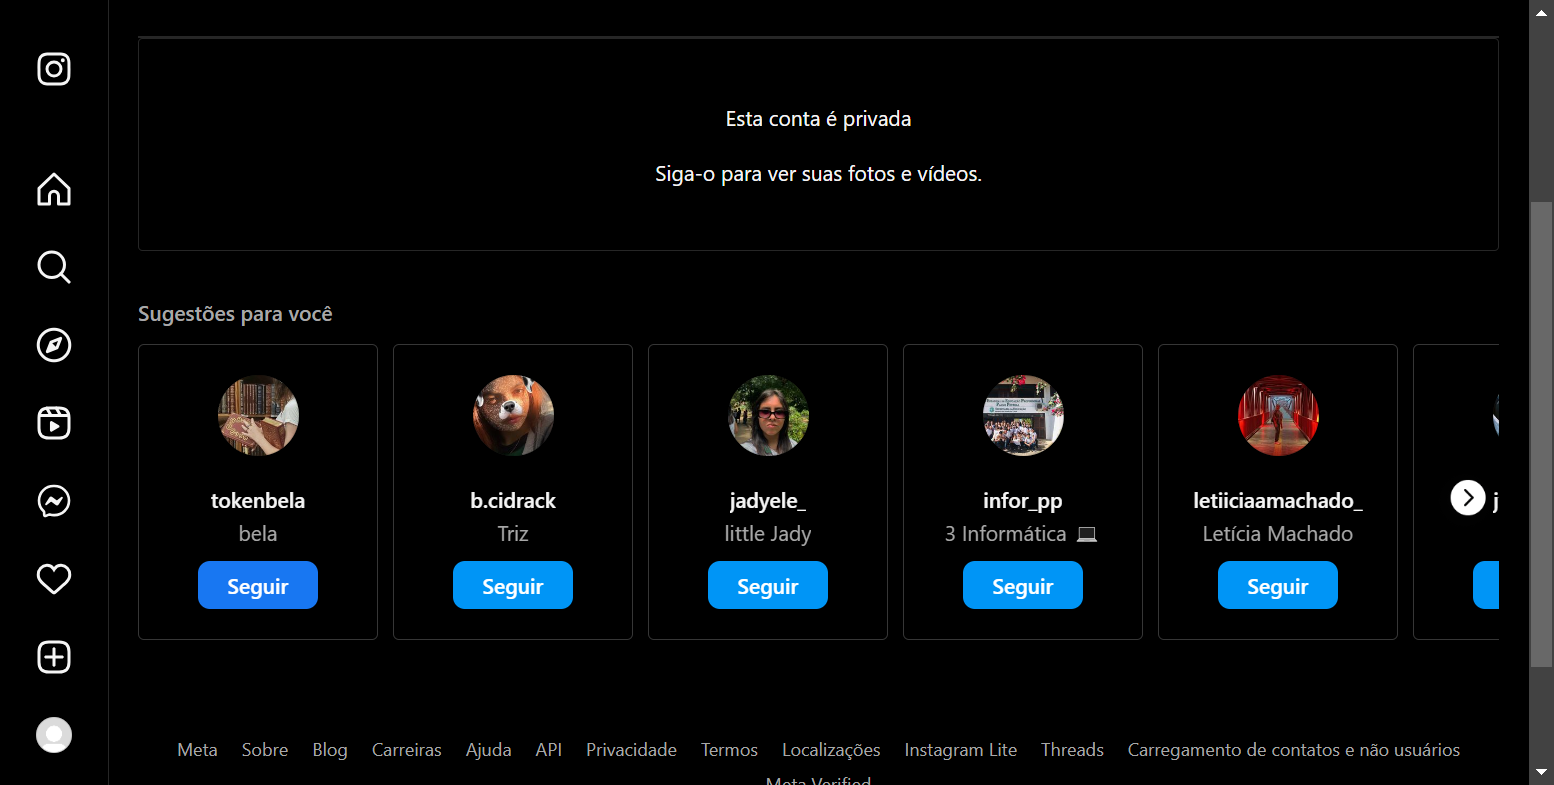 Esta conta é privada
Siga-o para ver suas fotos e vídeos.
Sugestões para você
tokenbela
bela
Seguir
b.cidrack
Triz
Seguir
jadyele_
little Jady
Seguir
infor_pp
3 Informática 💻
Seguir
letiiciaamachado_
Letícia Machado
Seguir
j
Meta Sobre Blog Carreiras Ajuda API Privacidade Termos Localizações Instagram Lite Threads Carregamento de contatos e não usuários
Meta Verified